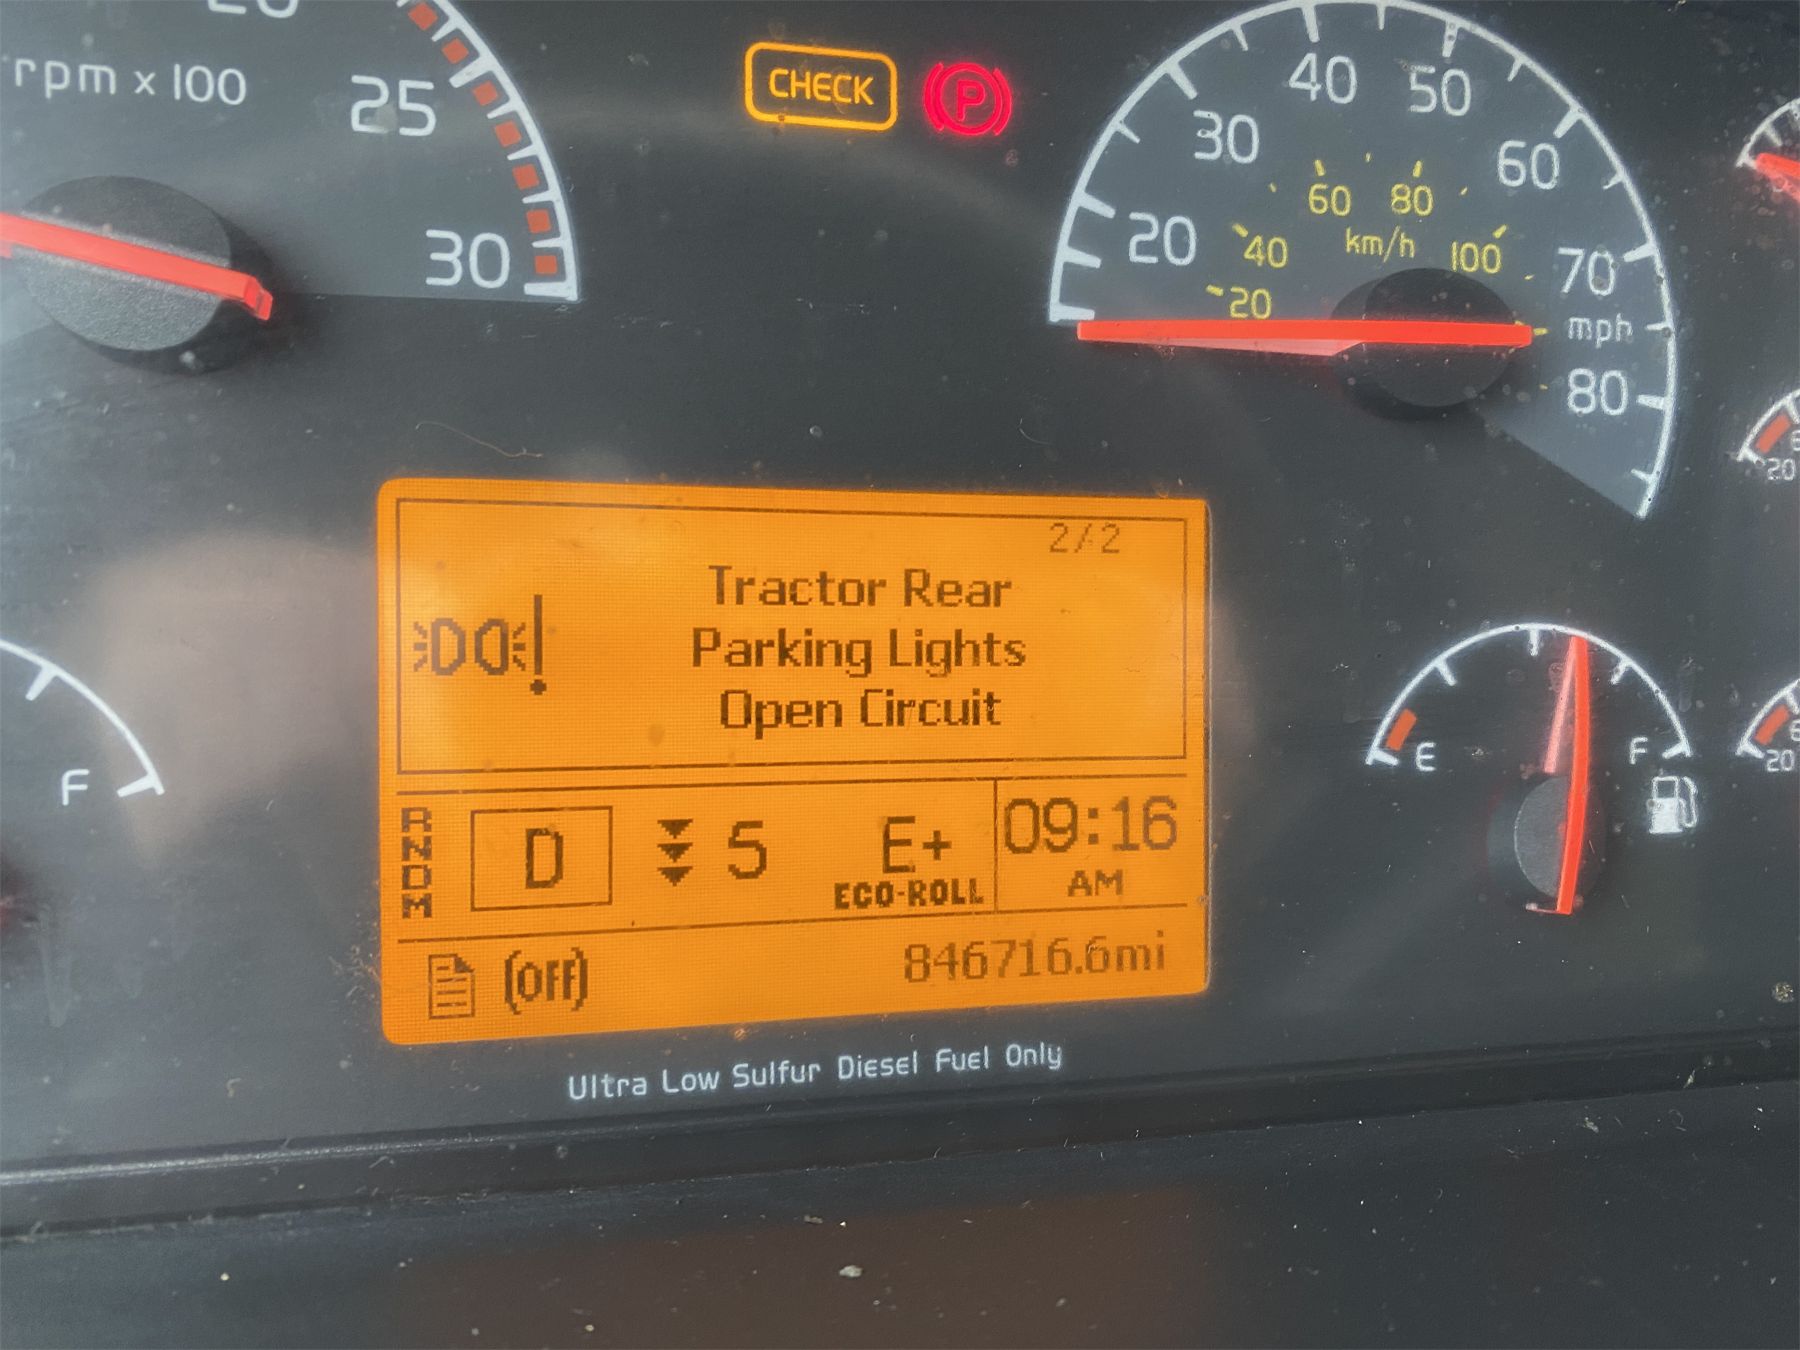 rpm x 100
25
30
CHECK
P
20
30
40
50
60
70
80
mph
20
40
60
80
100
km/h
2/2
Tractor Rear
Parking Lights
Open Circuit
R
N
D
M
D
5
E+
ECO-ROLL
09:16
AM
(OFF)
846716.6mi
F
E
F
20
20
Ultra Low Sulfur Diesel Fuel Only